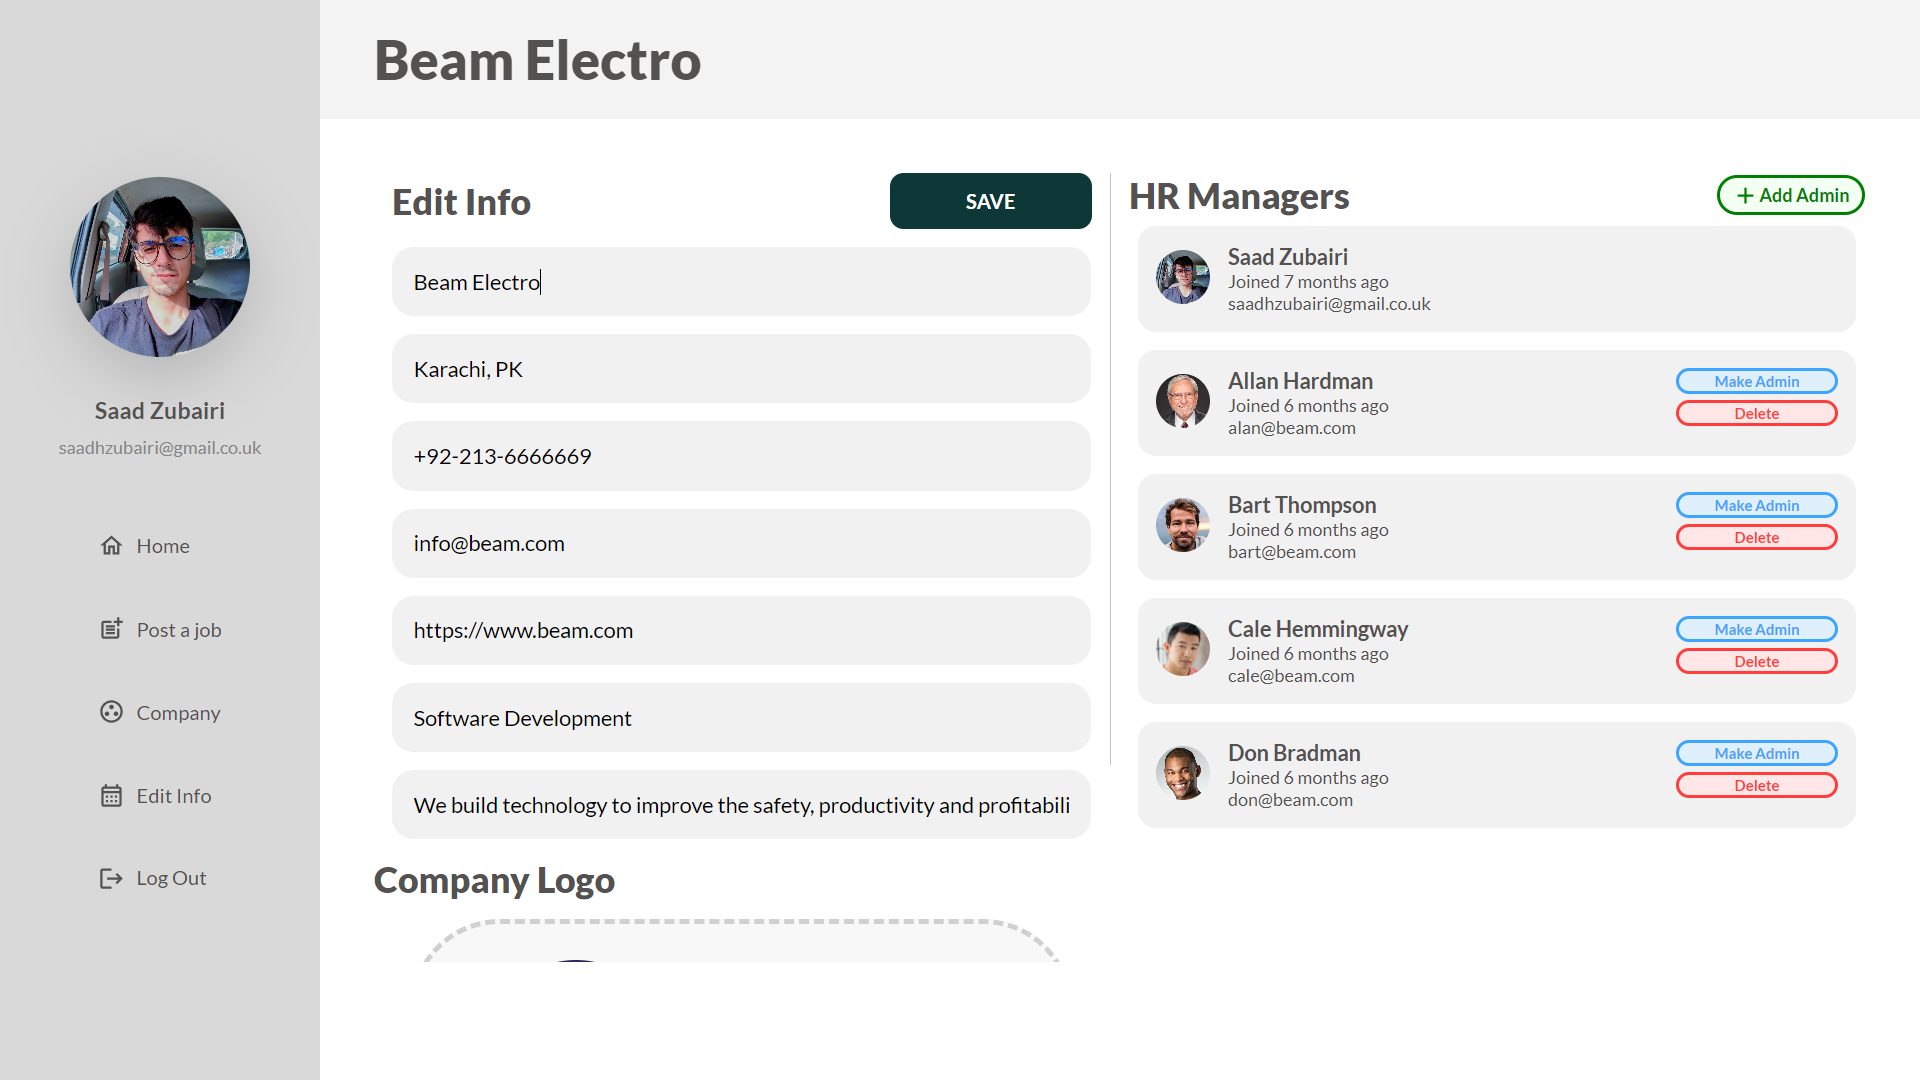 Beam Electro
Saad Zubairi
saadhzubairi@gmail.co.uk
Home
Post a job
Company
Edit Info
Log Out
Edit Info
SAVE
Beam Electro
Karachi, PK
+92-213-6666669
info@beam.com
https://www.beam.com
Software Development
We build technology to improve the safety, productivity and profitabili
Company Logo
HR Managers
+ Add Admin
Saad Zubairi
Joined 7 months ago
saadhzubairi@gmail.co.uk
Allan Hardman
Joined 6 months ago
alan@beam.com
Make Admin
Delete
Bart Thompson
Joined 6 months ago
bart@beam.com
Make Admin
Delete
Cale Hemmingway
Joined 6 months ago
cale@beam.com
Make Admin
Delete
Don Bradman
Joined 6 months ago
don@beam.com
Make Admin
Delete